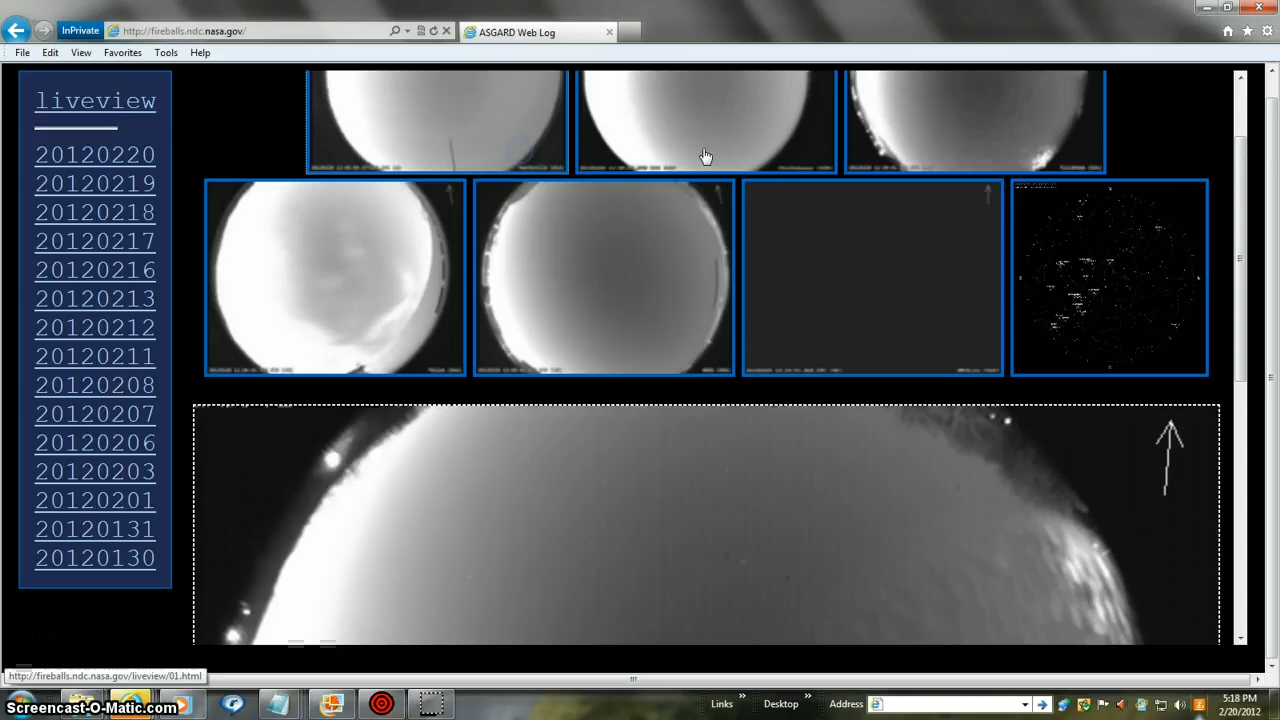 InPrivate
http://fireballs.ndc.nasa.gov/
ASGARD Web Log
File Edit View Favorites Tools Help
liveview
20120220
20120219
20120218
20120217
20120216
20120213
20120212
20120211
20120208
20120207
20120206
20120203
20120201
20120131
20120130
http://fireballs.ndc.nasa.gov/liveview/01.html
Screencast-O-Matic.com
Links
Desktop
Address
5:18 PM
2/20/2012